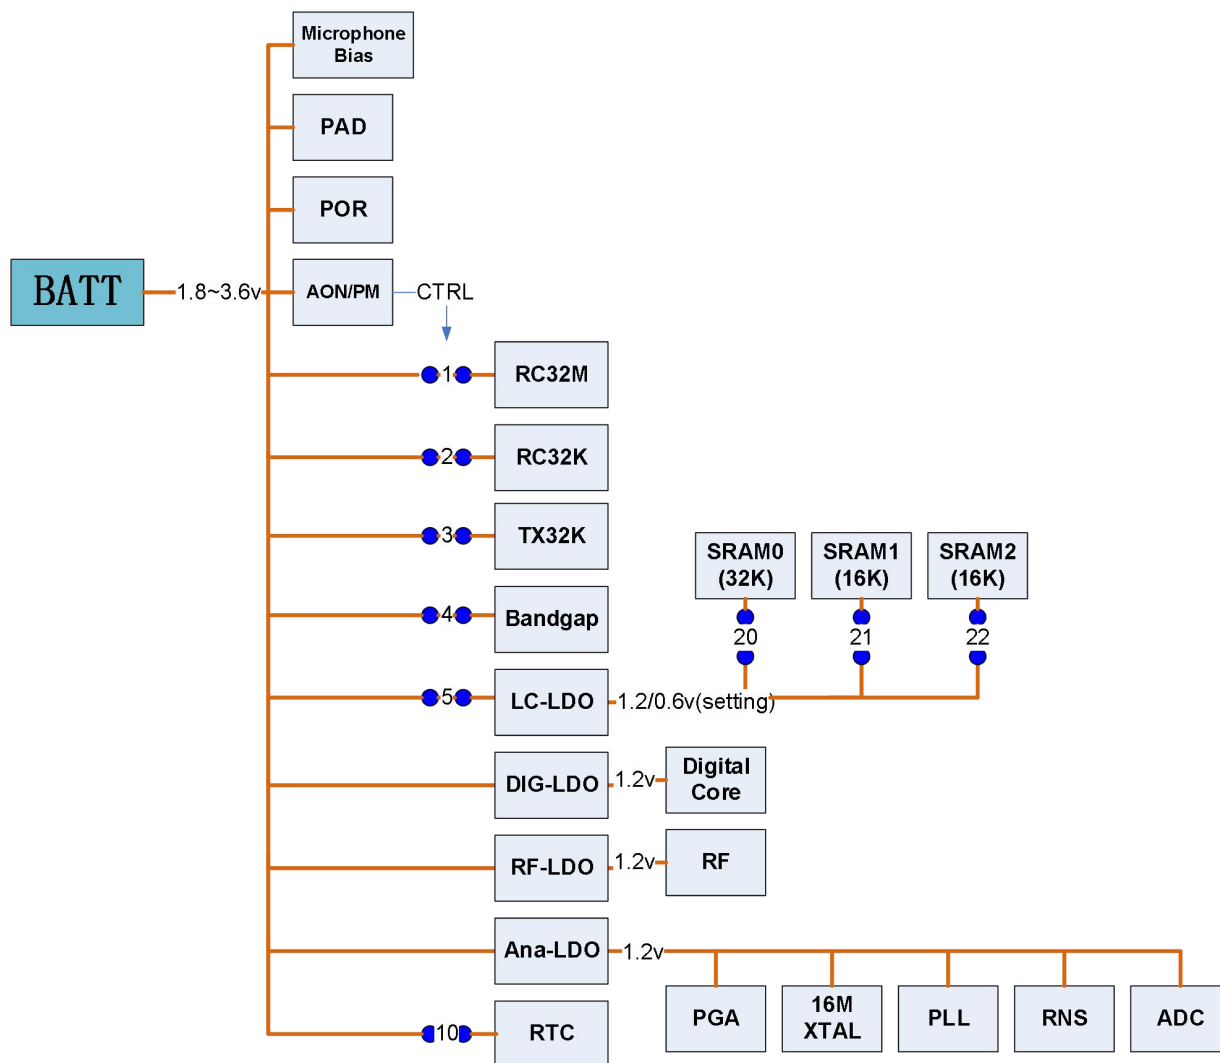 Microphone
Bias
PAD
POR
BATT
1.8~3.6v
AON/PM
CTRL
1
RC32M
2
RC32K
3
TX32K
SRAM0
(32K)
SRAM1
(16K)
SRAM2
(16K)
20
21
22
4
Bandgap
5
LC-LDO
1.2/0.6v(setting)
DIG-LDO
1.2v
Digital
Core
RF-LDO
1.2v
RF
Ana-LDO
1.2v
PGA
16M
XTAL
PLL
RNS
ADC
10
RTC